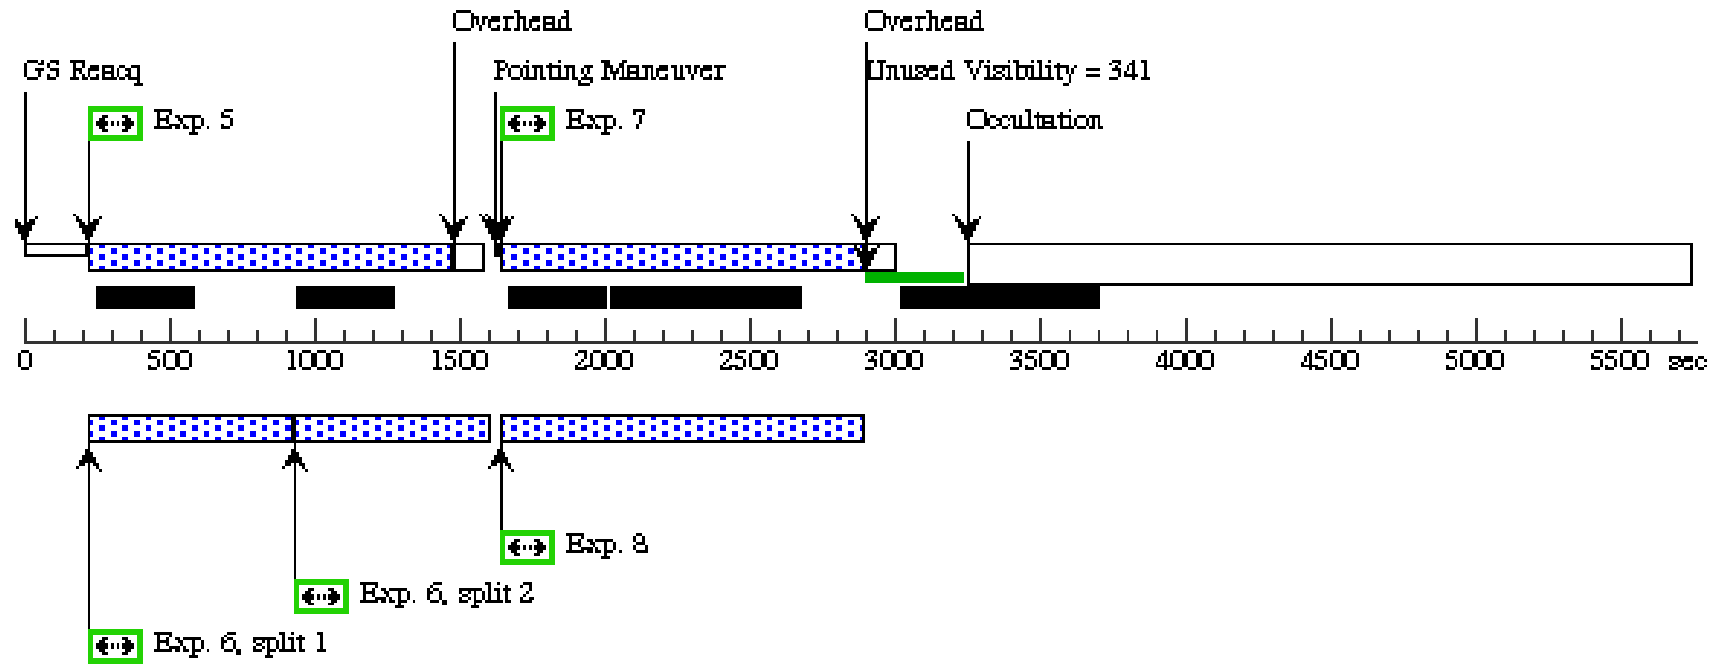 Overhead Overhead
GS Reacq Pointing Maneuver Unused Visibility = 341
Exp. 5 Exp. 7 Occultation
0 500 1000 1500 2000 2500 3000 3500 4000 4500 5000 5500 sec
Exp. 8
Exp. 6, split 2
Exp. 6, split 1